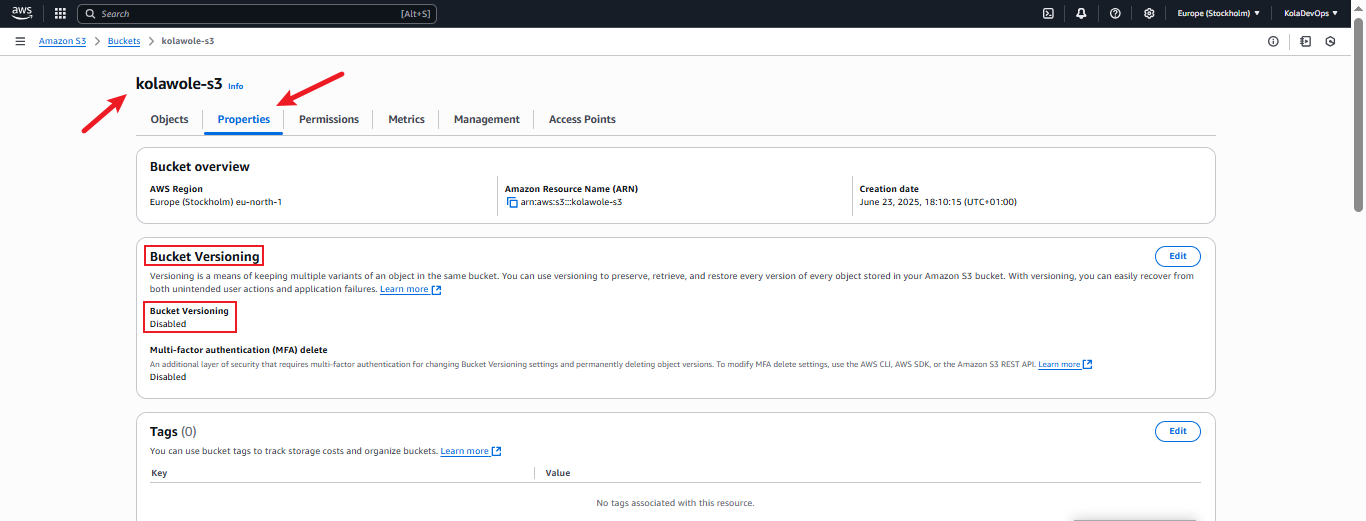 aws
Search [Alt+S] Europe (Stockholm) KolaDevOps
Amazon S3 Buckets kolawole-s3
kolawole-s3 Info
Objects Properties Permissions Metrics Management Access Points
Bucket overview
AWS Region Amazon Resource Name (ARN) Creation date
Europe (Stockholm) eu-north-1 arn:aws:s3:::kolawole-s3 June 23, 2025, 18:10:15 (UTC+01:00)
Bucket Versioning Edit
Versioning is a means of keeping multiple variants of an object in the same bucket. You can use versioning to preserve, retrieve, and restore every version of every object stored in your Amazon S3 bucket. With versioning, you can easily recover from
both unintended user actions and application failures. Learn more
Bucket Versioning
Disabled
Multi-factor authentication (MFA) delete
An additional layer of security that requires multi-factor authentication for changing Bucket Versioning settings and permanently deleting object versions. To modify MFA delete settings, use the AWS CLI, AWS SDK, or the Amazon S3 REST API. Learn more
Disabled
Tags (0) Edit
You can use bucket tags to track storage costs and organize buckets. Learn more
Key Value
No tags associated with this resource.